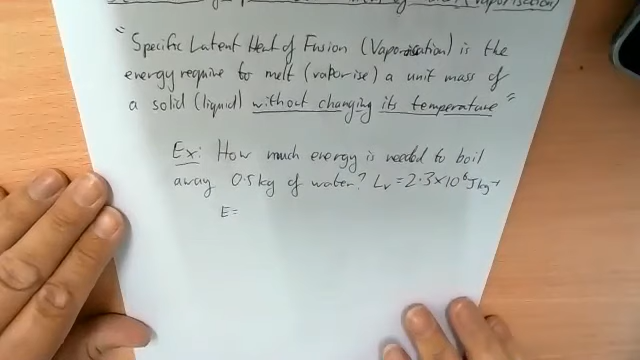 (vaporisation)
"Specific Latent Heat of Fusion (Vaporisation) is the
energy require to melt (vaporise) a unit mass of
a solid (liquid) without changing its temperature"
Ex: How much energy is needed to boil
away 0.5kg of water? Lv = 2.3×10⁶Jkg⁻¹
E=